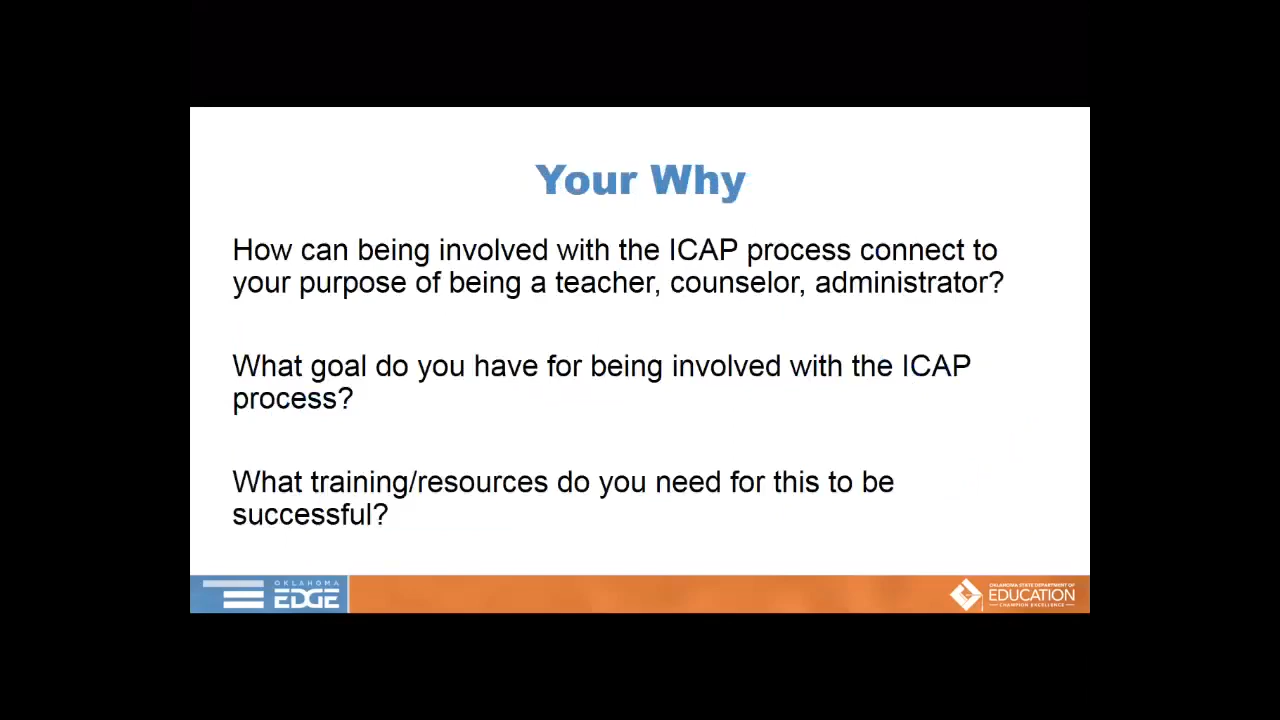 Your Why
How can being involved with the ICAP process connect to
your purpose of being a teacher, counselor, administrator?
What goal do you have for being involved with the ICAP
process?
What training/resources do you need for this to be
successful?
OKLAHOMA
EDGE
OKLAHOMA STATE DEPARTMENT OF
EDUCATION
CHAMPION EXCELLENCE